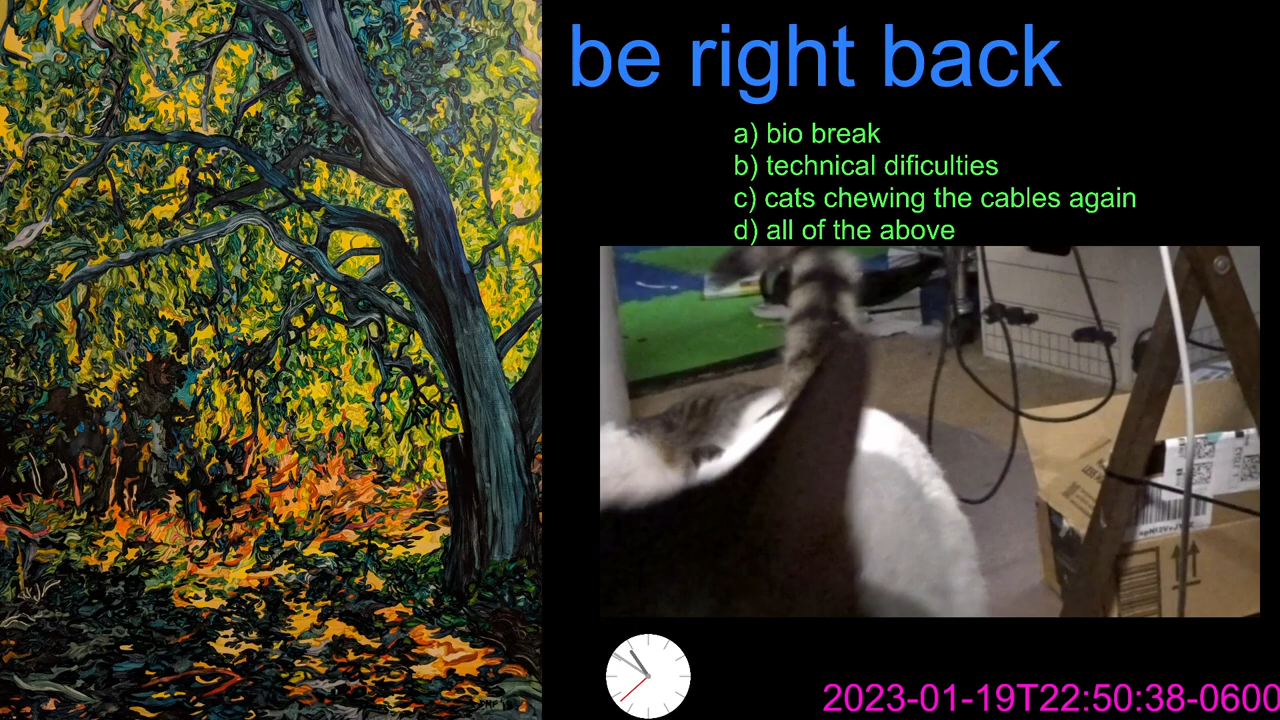 be right back
a) bio break
b) technical dificulties
c) cats chewing the cables again
d) all of the above
2023-01-19T22:50:38-0600